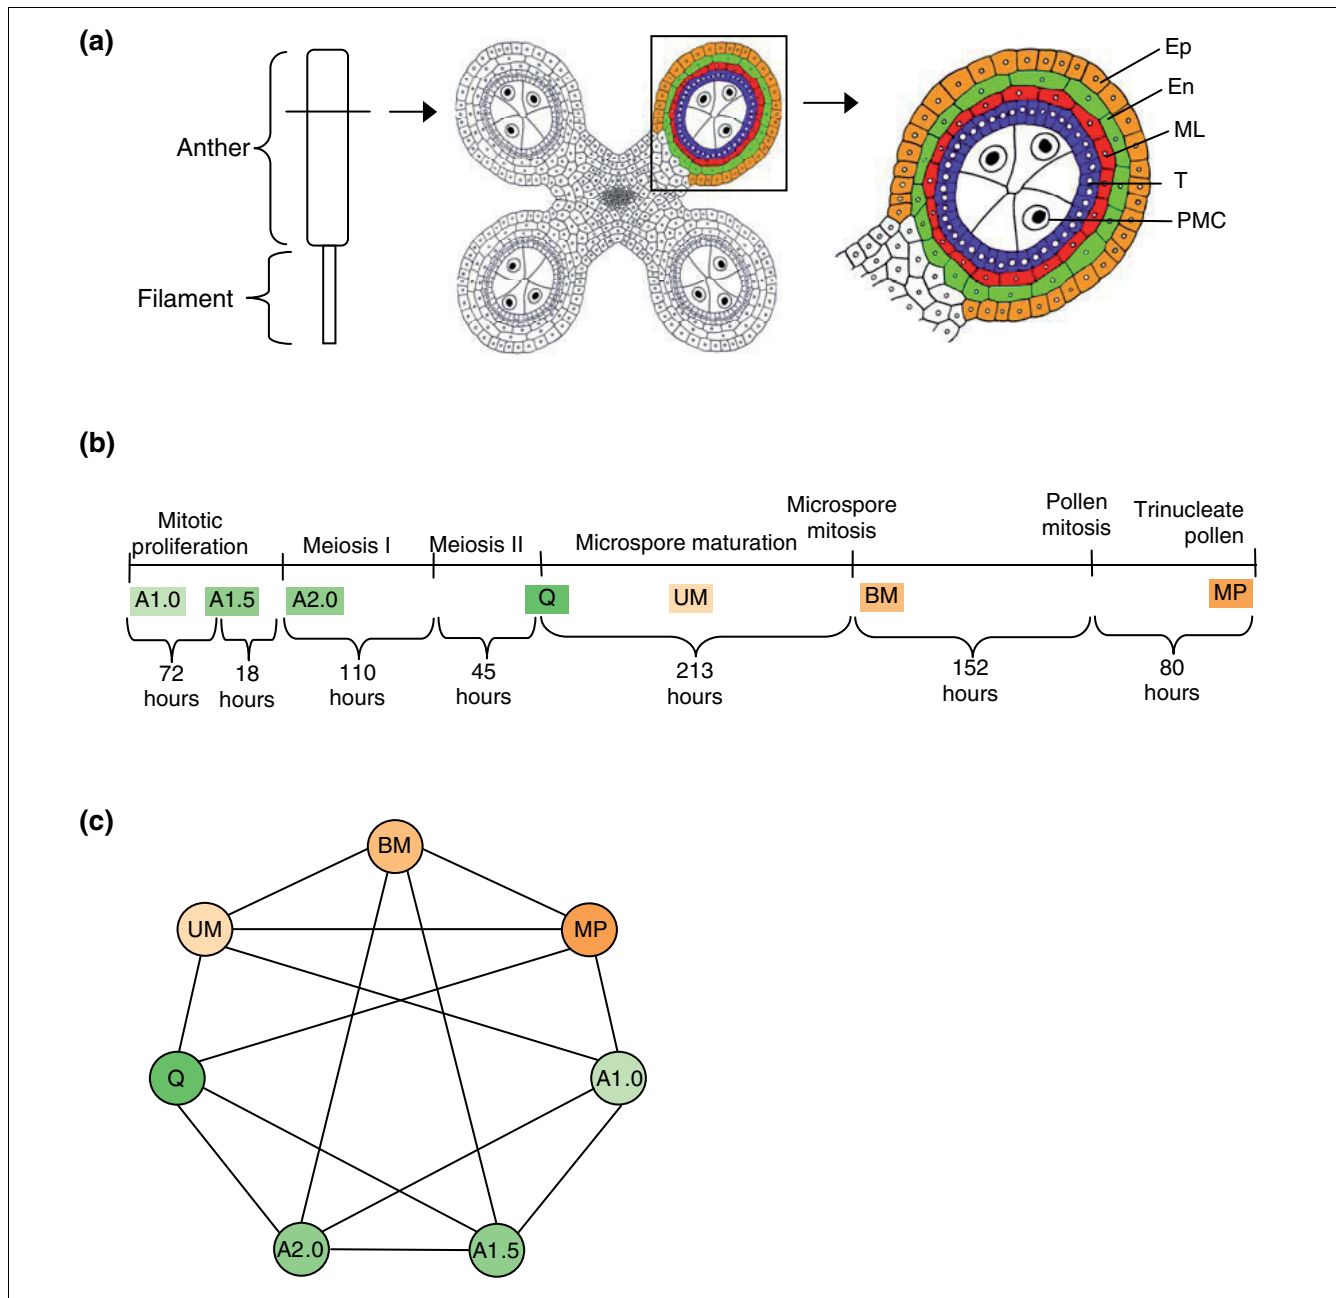 (a)
Anther
Filament
Ep
En
ML
T
PMC
(b)
Mitotic
proliferation
Meiosis I
Meiosis II
Microspore maturation
Microspore
mitosis
Pollen
mitosis
Trinucleate
pollen
A1.0
A1.5
A2.0
Q
UM
BM
MP
72
hours
18
hours
110
hours
45
hours
213
hours
152
hours
80
hours
(c)
BM
UM
MP
Q
A1.0
A2.0
A1.5